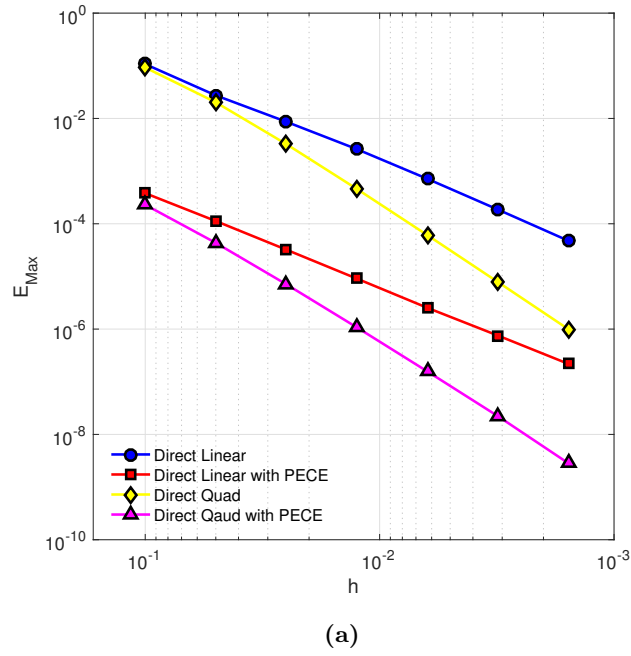 10^0
10^-2
10^-4
10^-6
10^-8
10^-10
E_Max
Direct Linear
Direct Linear with PECE
Direct Quad
Direct Qaud with PECE
10^-1
10^-2
10^-3
h
(a)